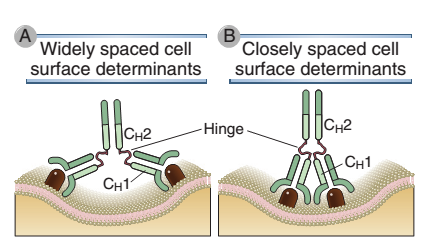 A
Widely spaced cell
surface determinants
CH2
CH1
Hinge
B
Closely spaced cell
surface determinants
CH2
CH1